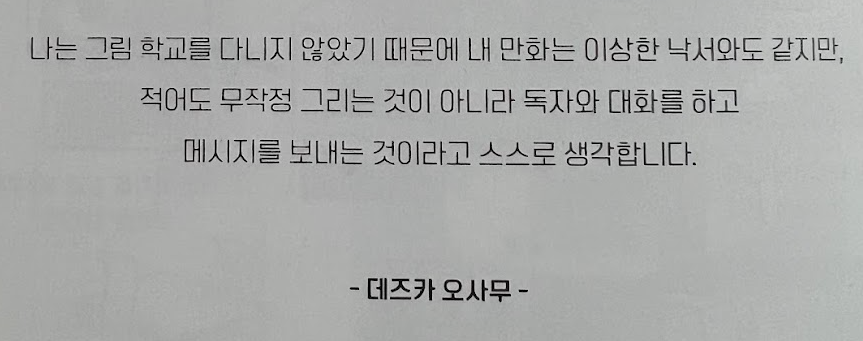 나는 그림 학교를 다니지 않았기 때문에 내 만화는 이상한 낙서와도 같지만,
적어도 무작정 그리는 것이 아니라 독자와 대화를 하고
메시지를 보내는 것이라고 스스로 생각합니다.
- 데즈카 오사무 -